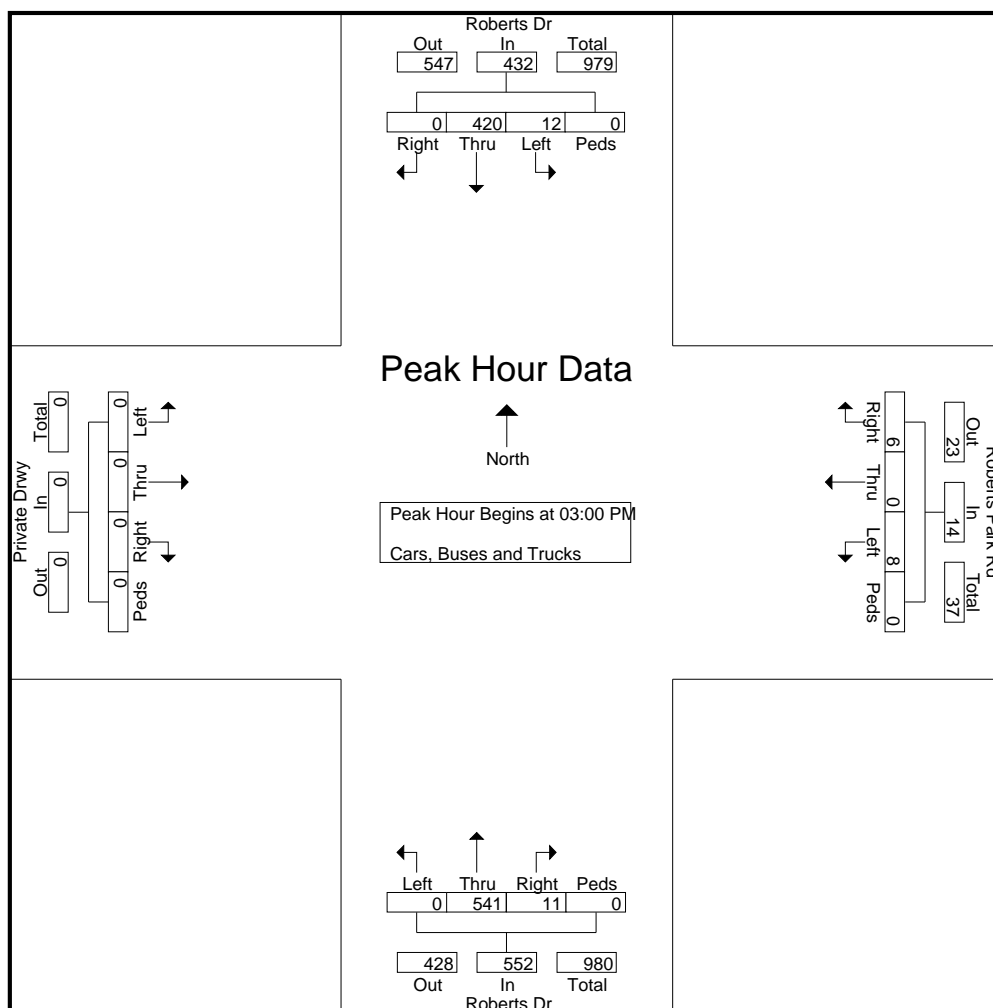 Roberts Dr
Out In Total
547 432 979
0 420 12 0
Right Thru Left Peds
Peak Hour Data
North
Peak Hour Begins at 03:00 PM
Cars, Buses and Trucks
Private Drwy
Out In Total
0 0 0
0 0 0 0
Peds Right Thru Left
Right Thru Left Peds
6 0 8 0
Out In Total
23 14 37
Roberts Park Rd
Left Thru Right Peds
0 541 11 0
428 552 980
Out In Total
Roberts Dr